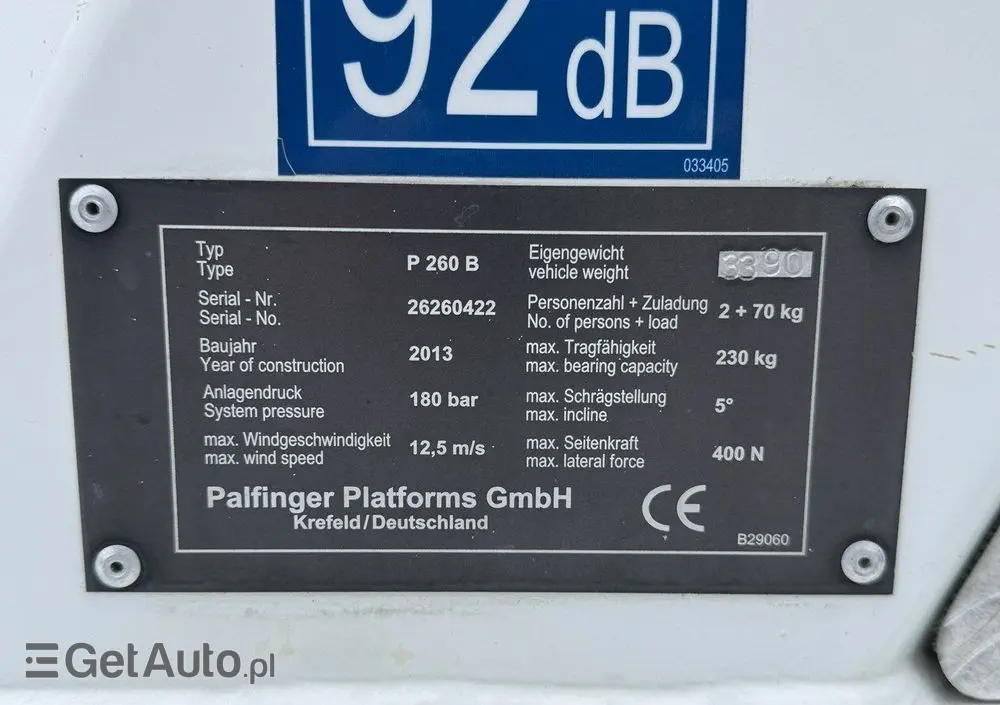 92 dB
033405
Typ
Type
P 260 B
Serial - Nr.
Serial - No.
26260422
Baujahr
Year of construction
2013
Anlagendruck
System pressure
180 bar
max. Windgeschwindigkeit
max. wind speed
12,5 m/s
Eigengewicht
vehicle weight
3390
Personenzahl + Zuladung
No. of persons + load
2 + 70 kg
max. Tragfähigkeit
max. bearing capacity
230 kg
max. Schrägstellung
max. incline
5°
max. Seitenkraft
max. lateral force
400 N
Palfinger Platforms GmbH
Krefeld/Deutschland
CE
B29060
GetAuto.pl